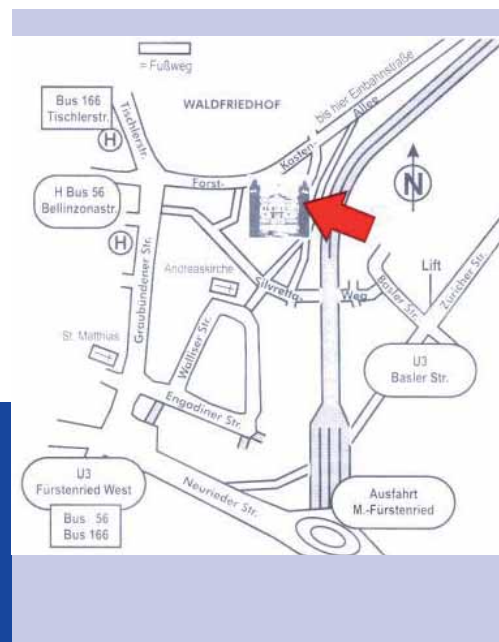 = Fußweg
WALDFRIEDHOF
bis hier Einbahnstraße
Bus 166
Tischlerstr.
H
Tischlerstr.
Forst-
Kasten-
Allee
N
H Bus 56
Bellinzonastr.
H
Graubündener Str.
Andreaskirche
Silvretta-
Weg
Basler Str.
Lift
Züricher Str.
St. Matthias
Walliser Str.
U3
Basler Str.
Engadiner Str.
U3
Fürstenried West
Bus 56
Bus 166
Neurieder Str.
Ausfahrt
M.-Fürstenried